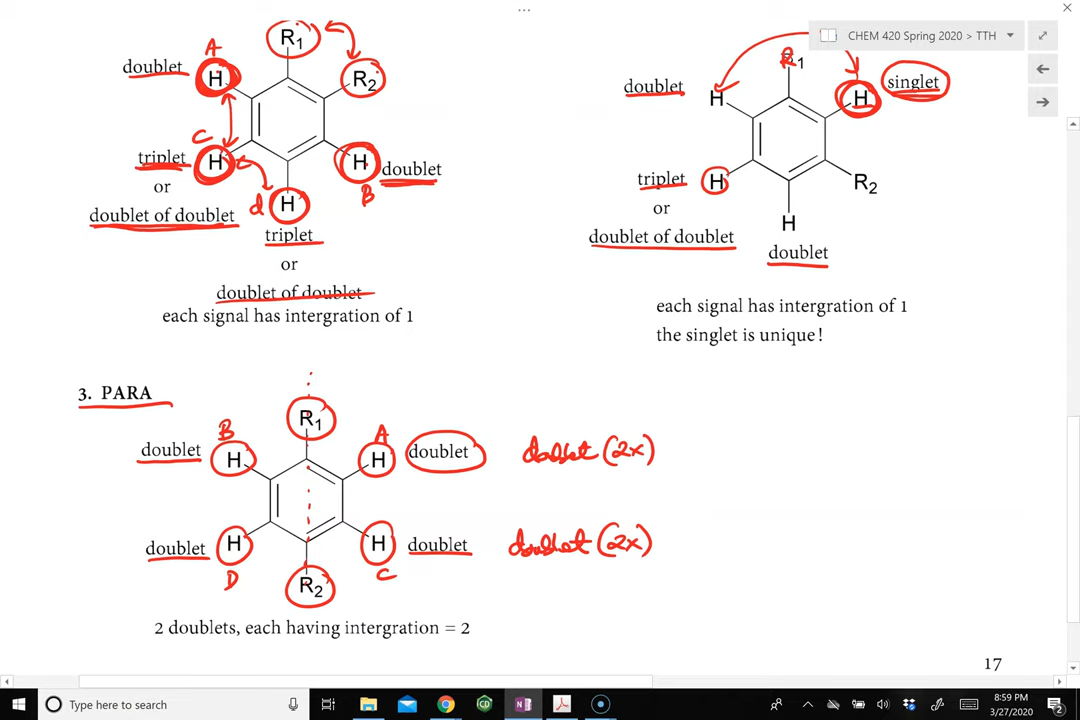 CHEM 420 Spring 2020 > TTH
R1
A
doublet
H
R2
C
triplet
H
H
doublet
or
B
doublet of doublet
d
H
triplet
or
doublet of doublet
each signal has intergration of 1
R1
singlet
doublet
H
H
triplet
H
R2
or
doublet of doublet
H
doublet
each signal has intergration of 1
the singlet is unique!
3. PARA
R1
B
A
doublet
H
H
doublet
doublet (2x)
doublet
H
H
doublet
doublet (2x)
D
C
R2
2 doublets, each having intergration = 2
17
Type here to search
8:59 PM
3/27/2020
2